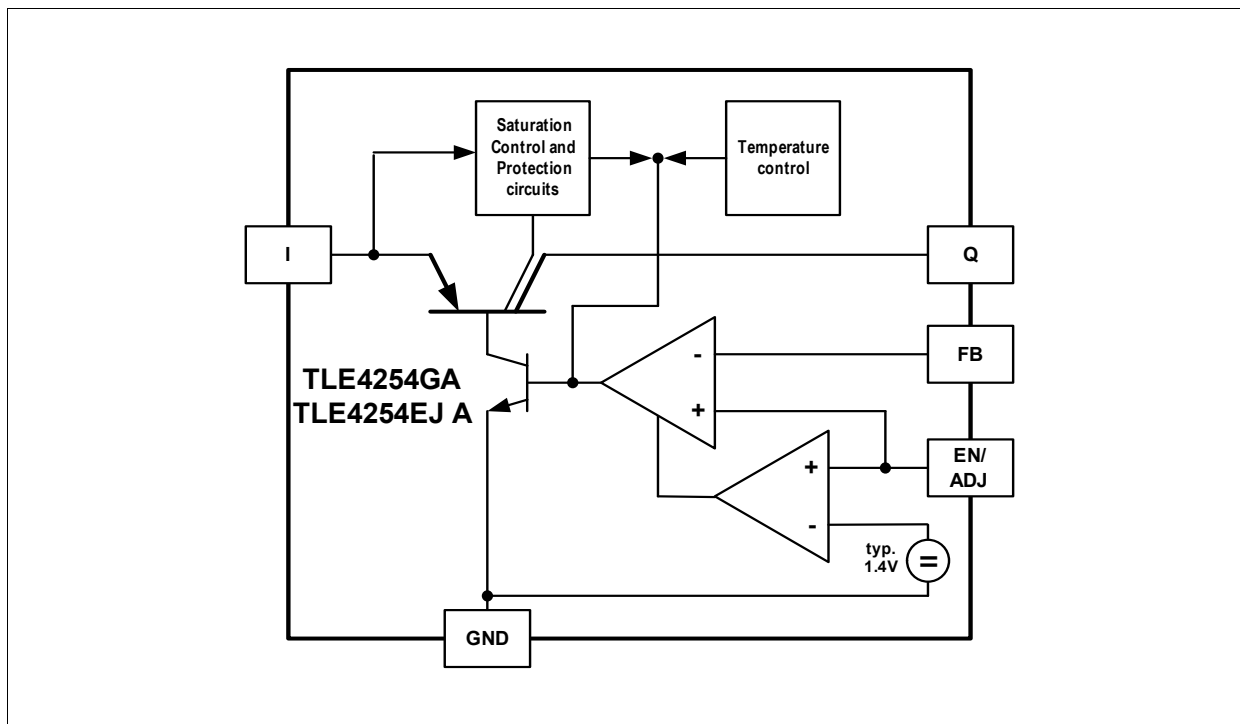 Saturation
Control and
Protection
circuits
Temperature
control
I
Q
FB
-
+
TLE4254GA
TLE4254EJ A
EN/
ADJ
+
-
typ.
1.4V
=
GND